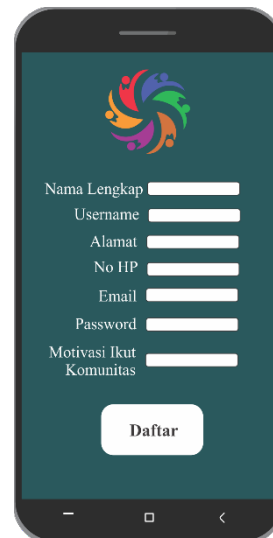 Nama Lengkap
Username
Alamat
No HP
Email
Password
Motivasi Ikut
Komunitas
Daftar